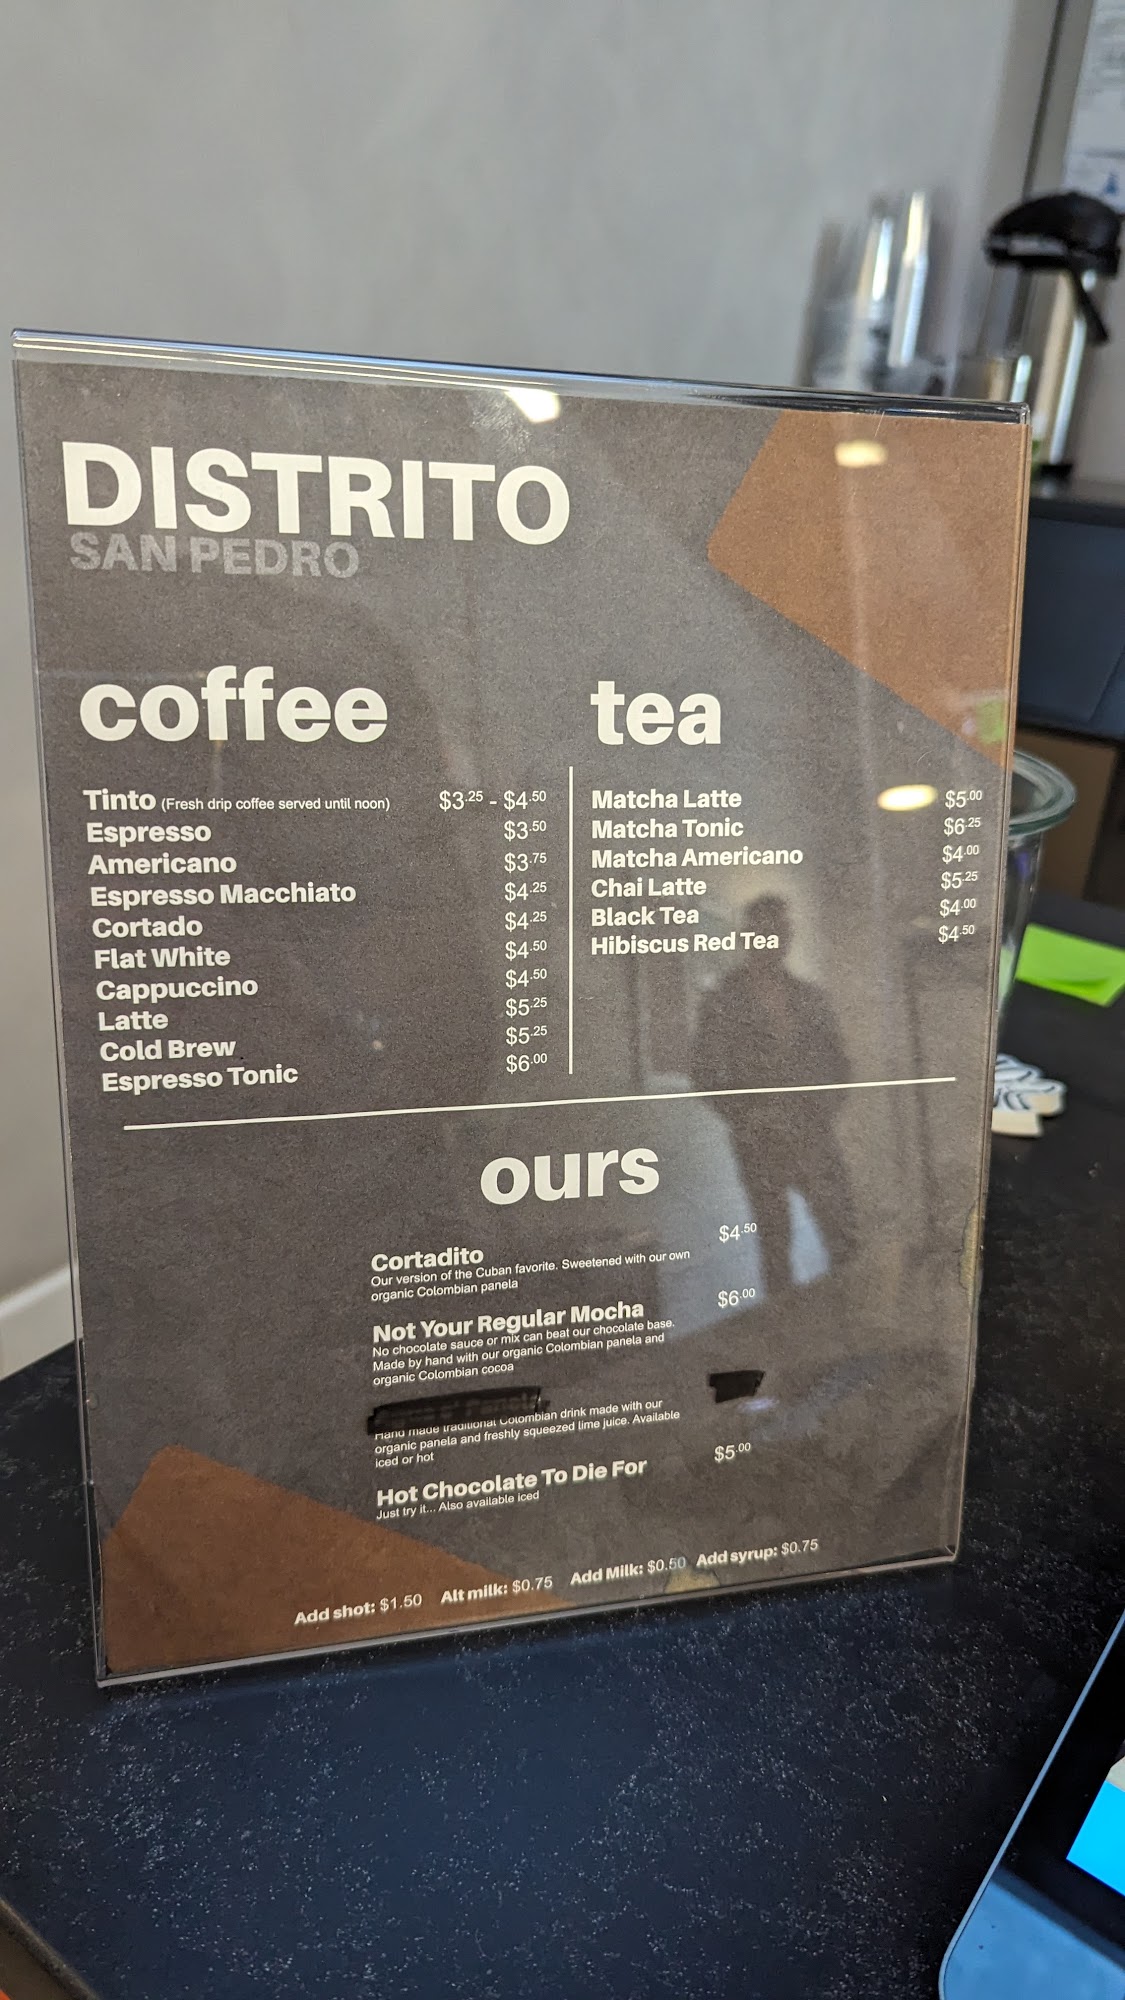 DISTRITO
SAN PEDRO
coffee
Tinto (Fresh drip coffee served until noon) $3.25 - $4.50
Espresso $3.50
Americano $3.75
Espresso Macchiato $4.25
Cortado $4.25
Flat White $4.50
Cappuccino $4.50
Latte $5.25
Cold Brew $5.25
Espresso Tonic $6.00
tea
Matcha Latte $5.00
Matcha Tonic $6.25
Matcha Americano $4.00
Chai Latte $5.25
Black Tea $4.00
Hibiscus Red Tea $4.50
ours
Cortadito $4.50
Our version of the Cuban favorite. Sweetened with our own
organic Colombian panela
Not Your Regular Mocha $6.00
No chocolate sauce or mix can beat our chocolate base.
Made by hand with our organic Colombian panela and
organic Colombian cocoa
Hand made traditional Colombian drink made with our
organic panela and freshly squeezed lime juice. Available
iced or hot
Hot Chocolate To Die For $5.00
Just try it... Also available iced
Add shot: $1.50 Alt milk: $0.75 Add Milk: $0.50 Add syrup: $0.75